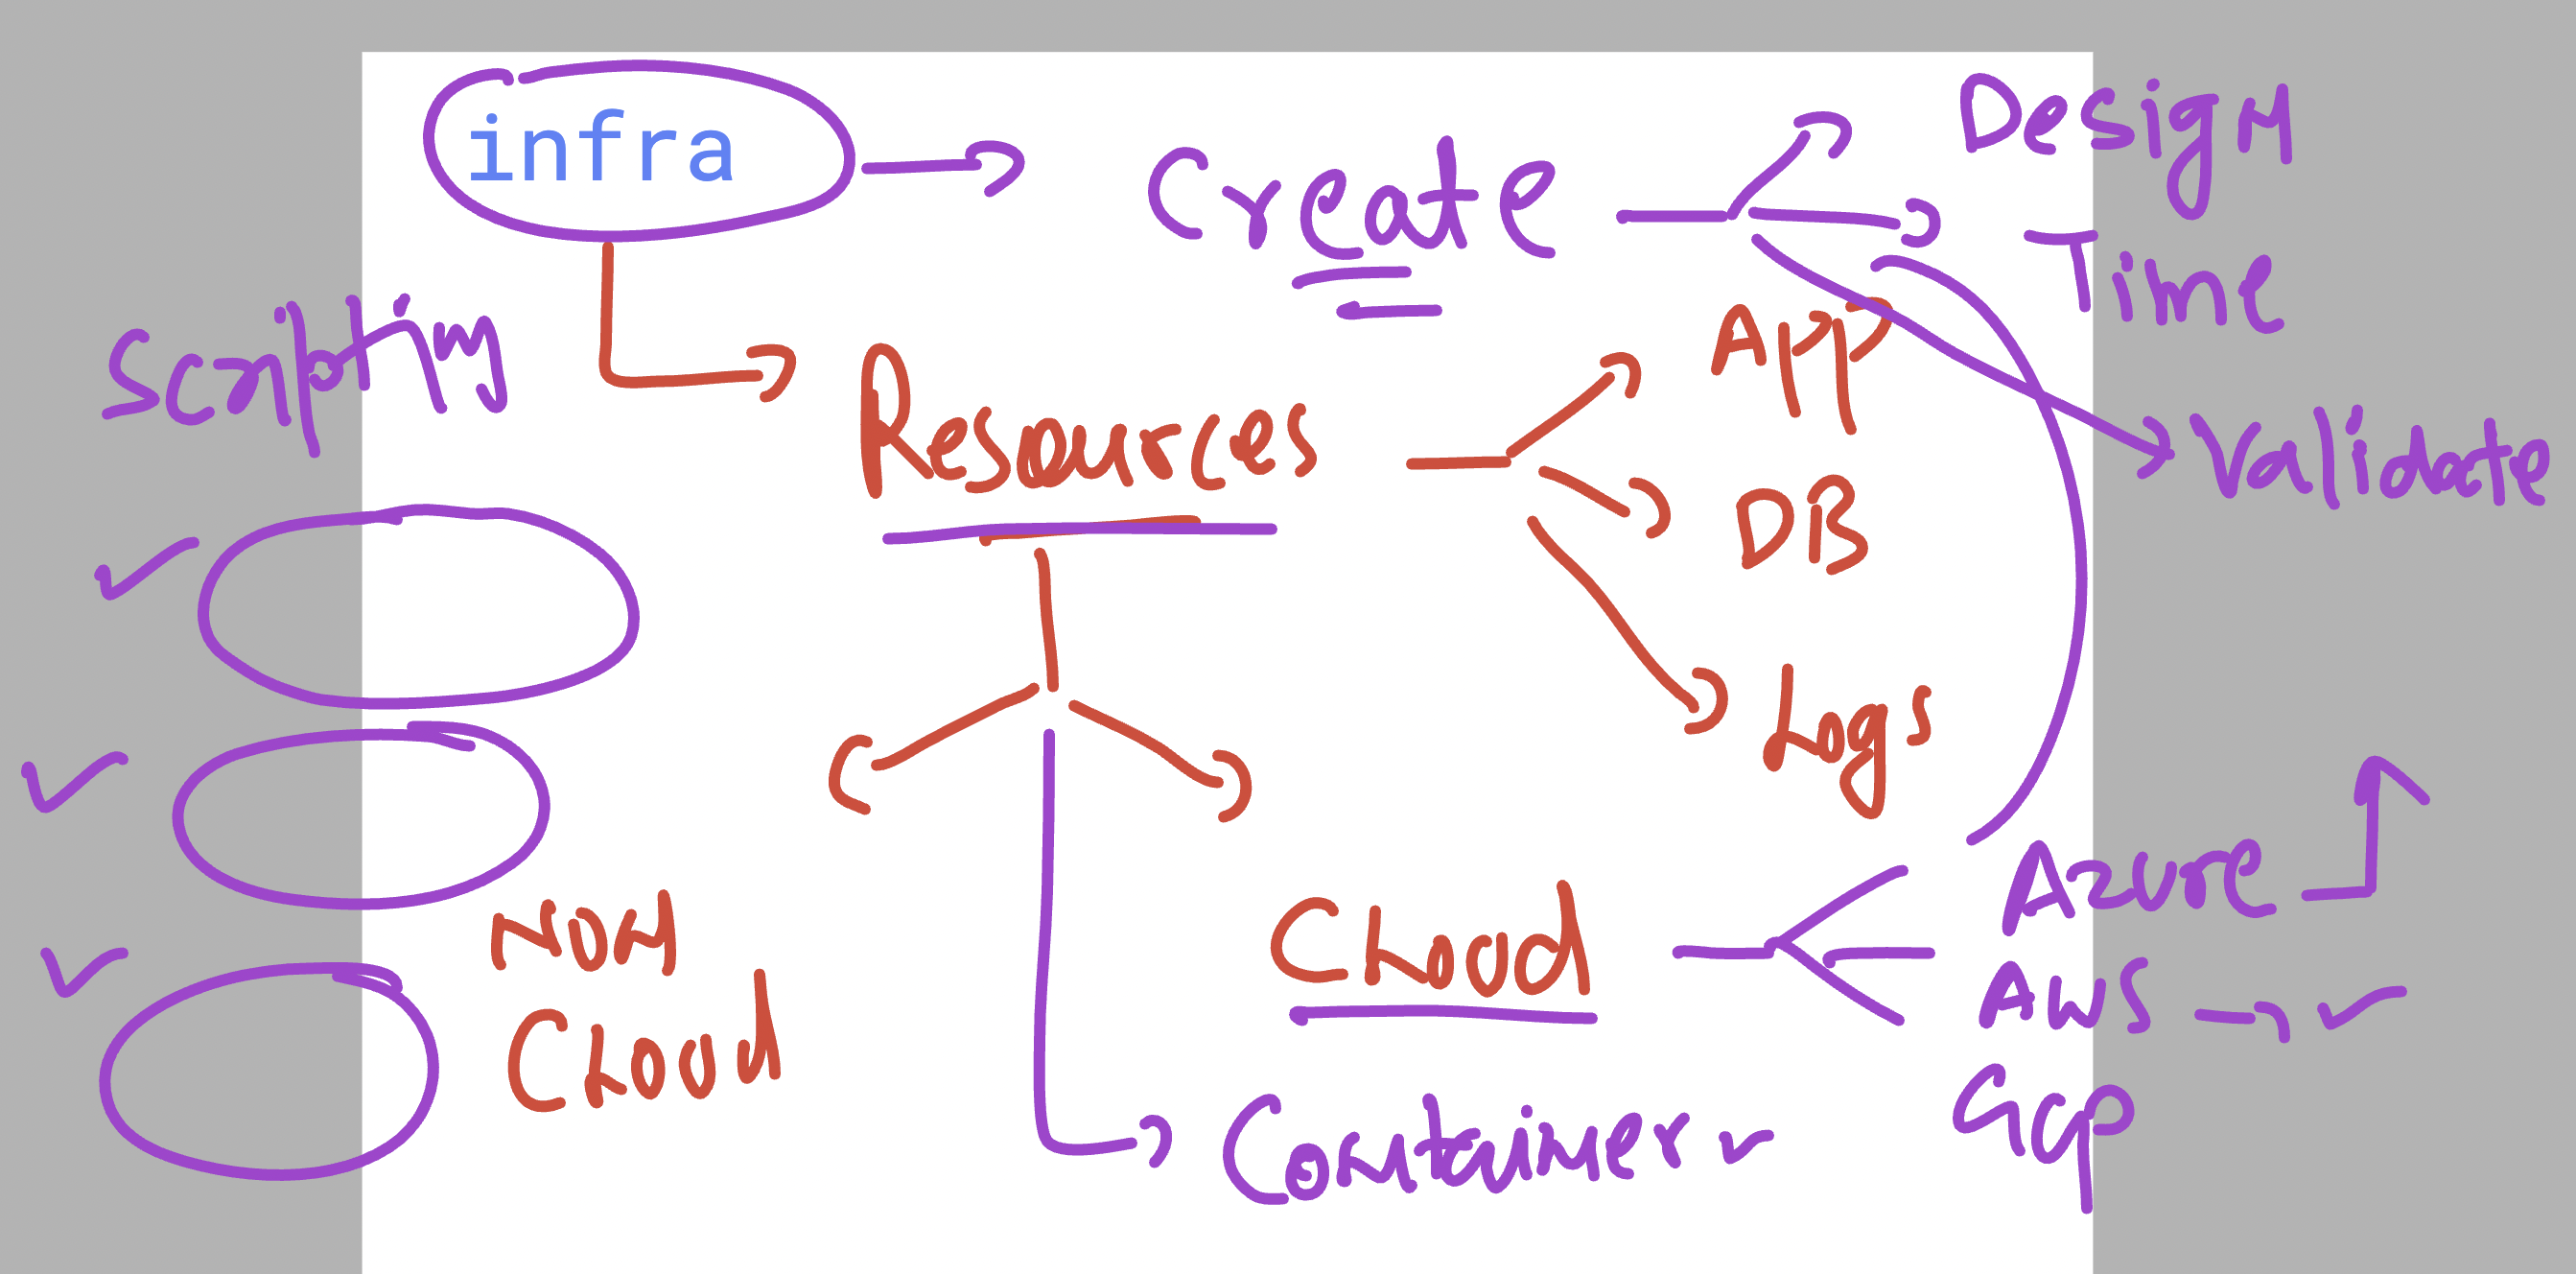 infra
Create
Design
Time
Scripting
Resources
App
DB
Logs
Validate
Non
Cloud
Cloud
Azure
AWS
Gcp
Container